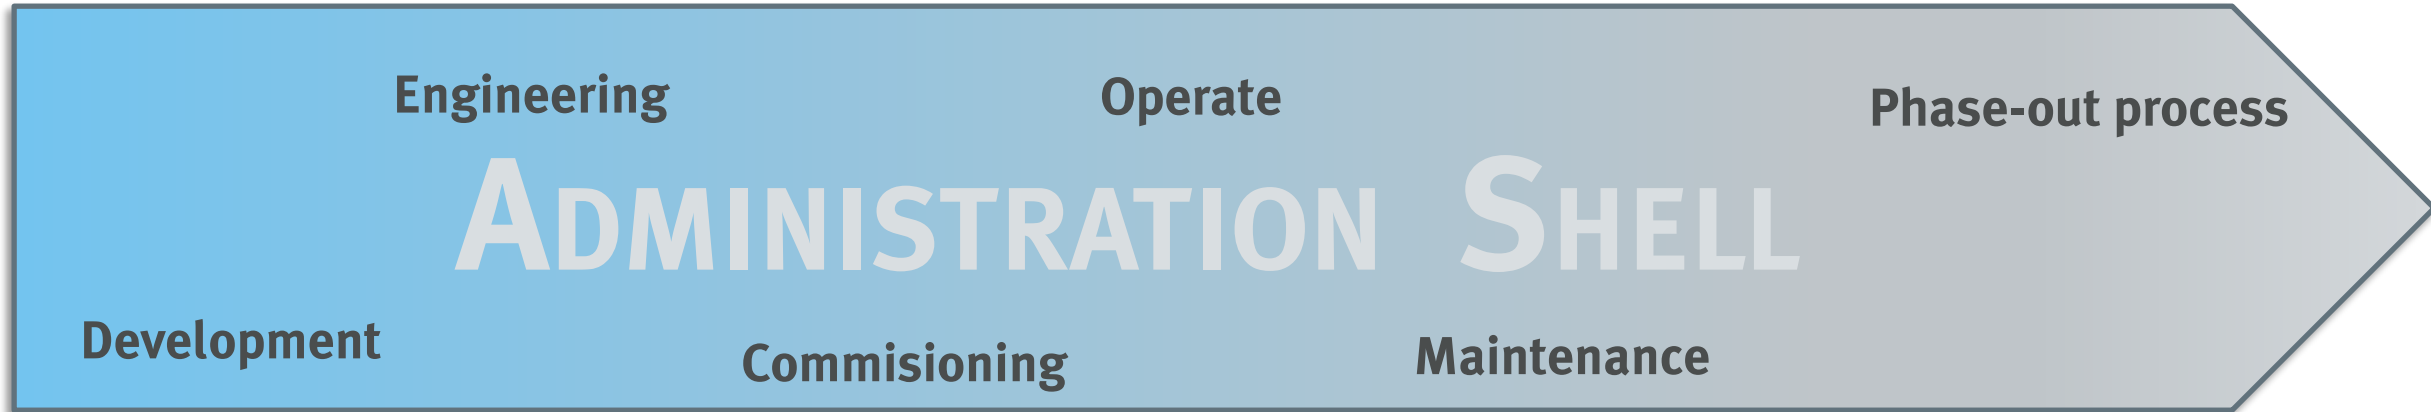 Engineering
Operate
Phase-out process
ADMINISTRATION SHELL
Development
Commisioning
Maintenance